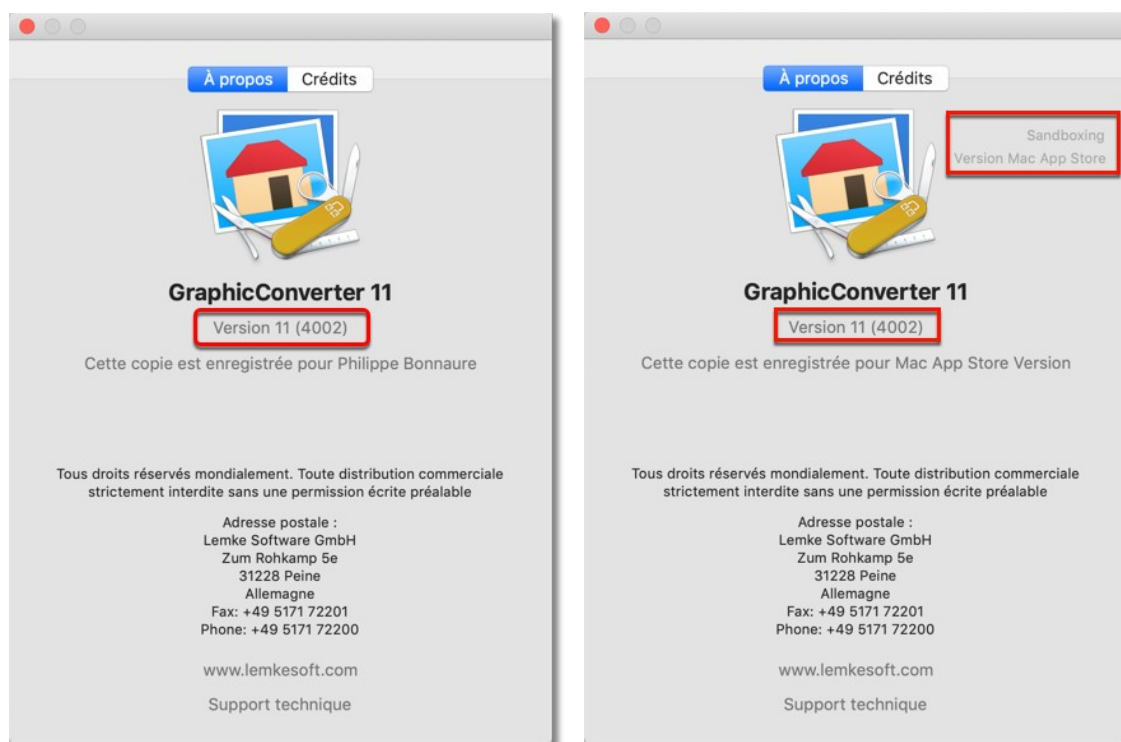 À propos Crédits
GraphicConverter 11
Version 11 (4002)
Cette copie est enregistrée pour Philippe Bonnaure
Tous droits réservés mondialement. Toute distribution commerciale
strictement interdite sans une permission écrite préalable
Adresse postale :
Lemke Software GmbH
Zum Rohkamp 5e
31228 Peine
Allemagne
Fax: +49 5171 72201
Phone: +49 5171 72200
www.lemkesoft.com
Support technique
À propos Crédits
Sandboxing
Version Mac App Store
GraphicConverter 11
Version 11 (4002)
Cette copie est enregistrée pour Mac App Store Version
Tous droits réservés mondialement. Toute distribution commerciale
strictement interdite sans une permission écrite préalable
Adresse postale :
Lemke Software GmbH
Zum Rohkamp 5e
31228 Peine
Allemagne
Fax: +49 5171 72201
Phone: +49 5171 72200
www.lemkesoft.com
Support technique